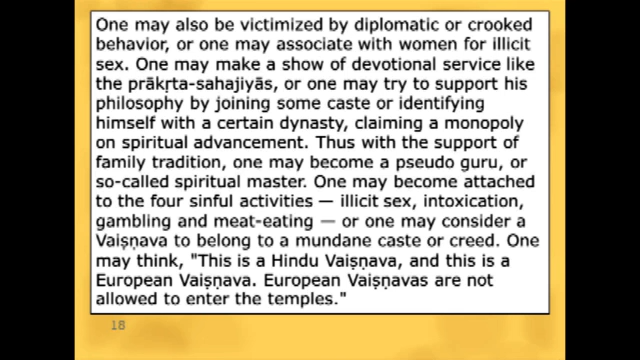 One may also be victimized by diplomatic or crooked
behavior, or one may associate with women for illicit
sex. One may make a show of devotional service like
the prākṛta-sahajiyās, or one may try to support his
philosophy by joining some caste or identifying
himself with a certain dynasty, claiming a monopoly
on spiritual advancement. Thus with the support of
family tradition, one may become a pseudo guru, or
so-called spiritual master. One may become attached
to the four sinful activities — illicit sex, intoxication,
gambling and meat-eating — or one may consider a
Vaiṣṇava to belong to a mundane caste or creed. One
may think, "This is a Hindu Vaiṣṇava, and this is a
European Vaiṣṇava. European Vaiṣṇavas are not
allowed to enter the temples."
18